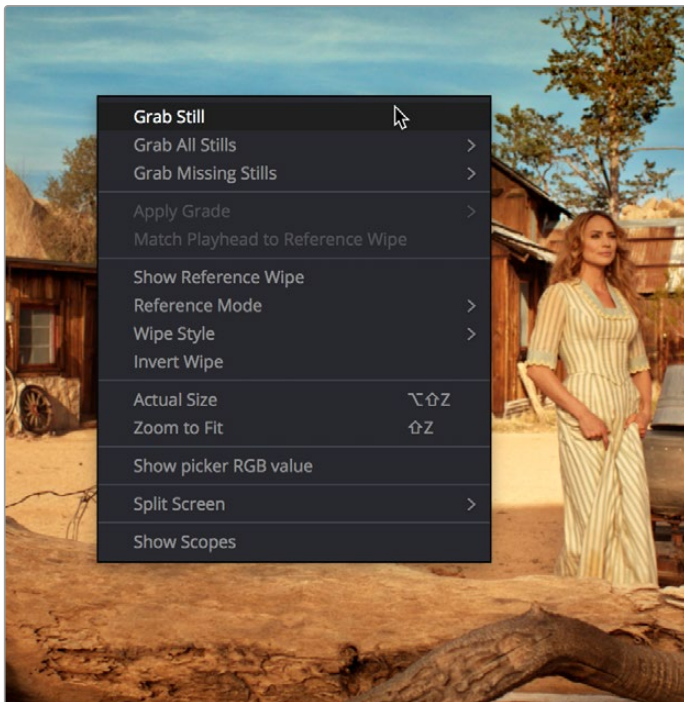 Grab Still
Grab All Stills >
Grab Missing Stills >
Apply Grade >
Match Playhead to Reference Wipe
Show Reference Wipe
Reference Mode >
Wipe Style >
Invert Wipe
Actual Size ⌥⇧Z
Zoom to Fit ⇧Z
Show picker RGB value
Split Screen >
Show Scopes